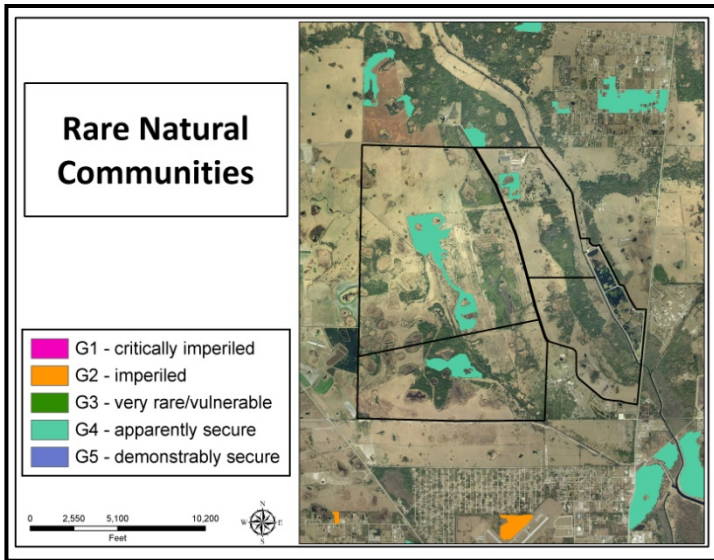 Rare Natural
Communities
G1 - critically imperiled
G2 - imperiled
G3 - very rare/vulnerable
G4 - apparently secure
G5 - demonstrably secure
0 2,550 5,100 10,200
Feet
N
W E
S